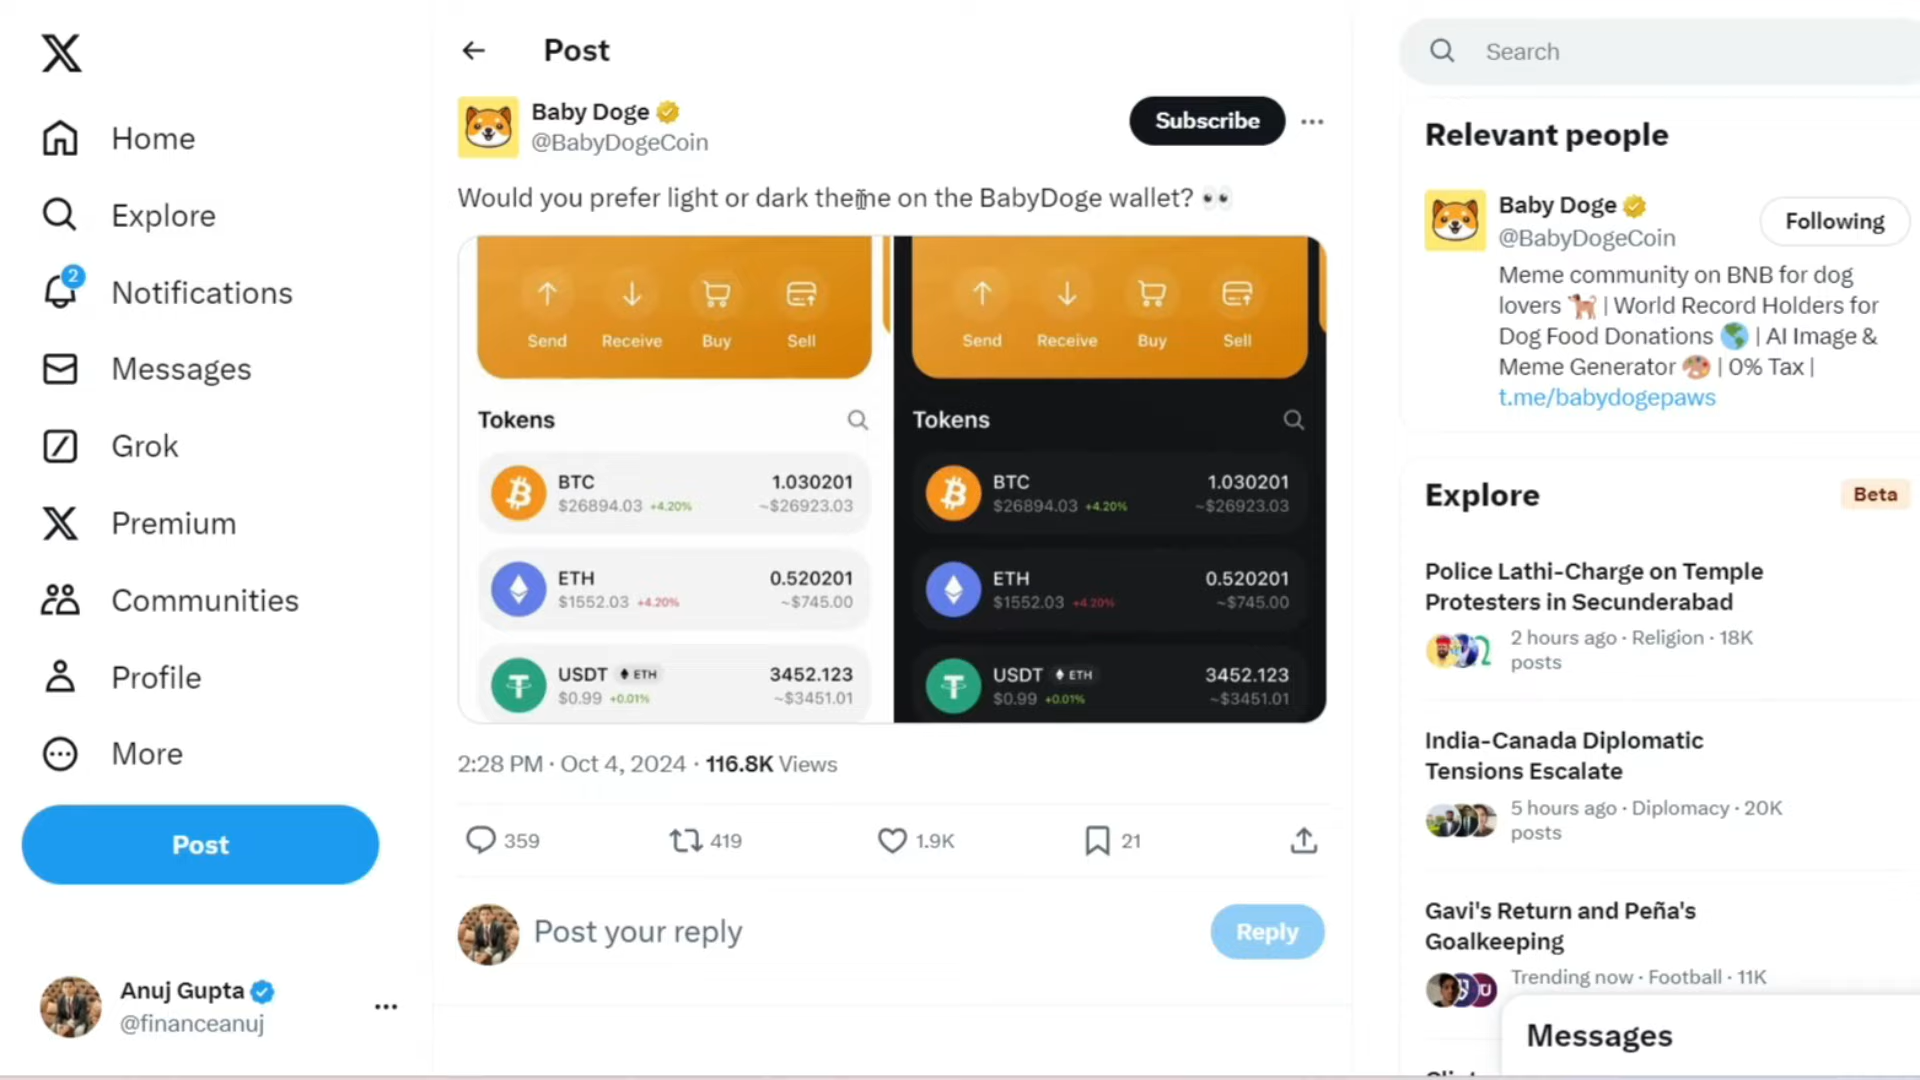 Home
Explore
2
Notifications
Messages
Grok
Premium
Communities
Profile
More
Post
Anuj Gupta
@financeanuj
Post
Baby Doge
@BabyDogeCoin
Subscribe
Would you prefer light or dark theme on the BabyDoge wallet? 👀
Send Receive Buy Sell
Tokens
BTC 1.030201
$26894.03 +4.20% ~$26923.03
ETH 0.520201
$1552.03 +4.20% ~$745.00
USDT ETH 3452.123
$0.99 +0.01% ~$3451.01
Send Receive Buy Sell
Tokens
BTC 1.030201
$26894.03 +4.20% ~$26923.03
ETH 0.520201
$1552.03 +4.20% ~$745.00
USDT ETH 3452.123
$0.99 +0.01% ~$3451.01
2:28 PM · Oct 4, 2024 · 116.8K Views
359 419 1.9K 21
Post your reply
Reply
Search
Relevant people
Baby Doge
@BabyDogeCoin
Following
Meme community on BNB for dog
lovers 🐕 | World Record Holders for
Dog Food Donations 🌎 | AI Image &
Meme Generator 🎨 | 0% Tax |
t.me/babydogepaws
Explore
Beta
Police Lathi-Charge on Temple
Protesters in Secunderabad
2 hours ago · Religion · 18K
posts
India-Canada Diplomatic
Tensions Escalate
5 hours ago · Diplomacy · 20K
posts
Gavi's Return and Peña's
Goalkeeping
Trending now · Football · 11K
Messages